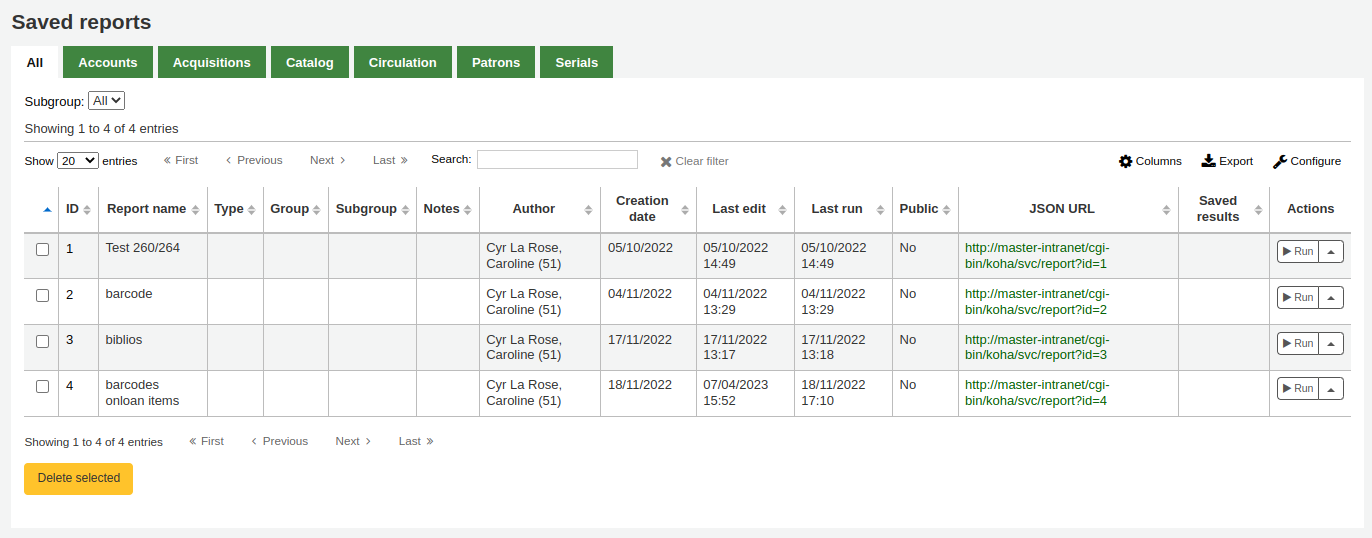 Saved reports
All Accounts Acquisitions Catalog Circulation Patrons Serials
Subgroup: All
Showing 1 to 4 of 4 entries
Show 20 entries « First ‹ Previous Next › Last » Search: Clear filter Columns Export Configure
ID Report name Type Group Subgroup Notes Author Creation date Last edit Last run Public JSON URL Saved results Actions
1 Test 260/264 Cyr La Rose, 05/10/2022 05/10/2022 05/10/2022 No http://master-intranet/cgi- Run
Caroline (51) 14:49 14:49 bin/koha/svc/report?id=1
2 barcode Cyr La Rose, 04/11/2022 04/11/2022 04/11/2022 No http://master-intranet/cgi- Run
Caroline (51) 13:29 13:29 bin/koha/svc/report?id=2
3 biblios Cyr La Rose, 17/11/2022 17/11/2022 17/11/2022 No http://master-intranet/cgi- Run
Caroline (51) 13:17 13:18 bin/koha/svc/report?id=3
4 barcodes Cyr La Rose, 18/11/2022 07/04/2023 18/11/2022 No http://master-intranet/cgi- Run
onloan items Caroline (51) 15:52 17:10 bin/koha/svc/report?id=4
Showing 1 to 4 of 4 entries « First ‹ Previous Next › Last »
Delete selected